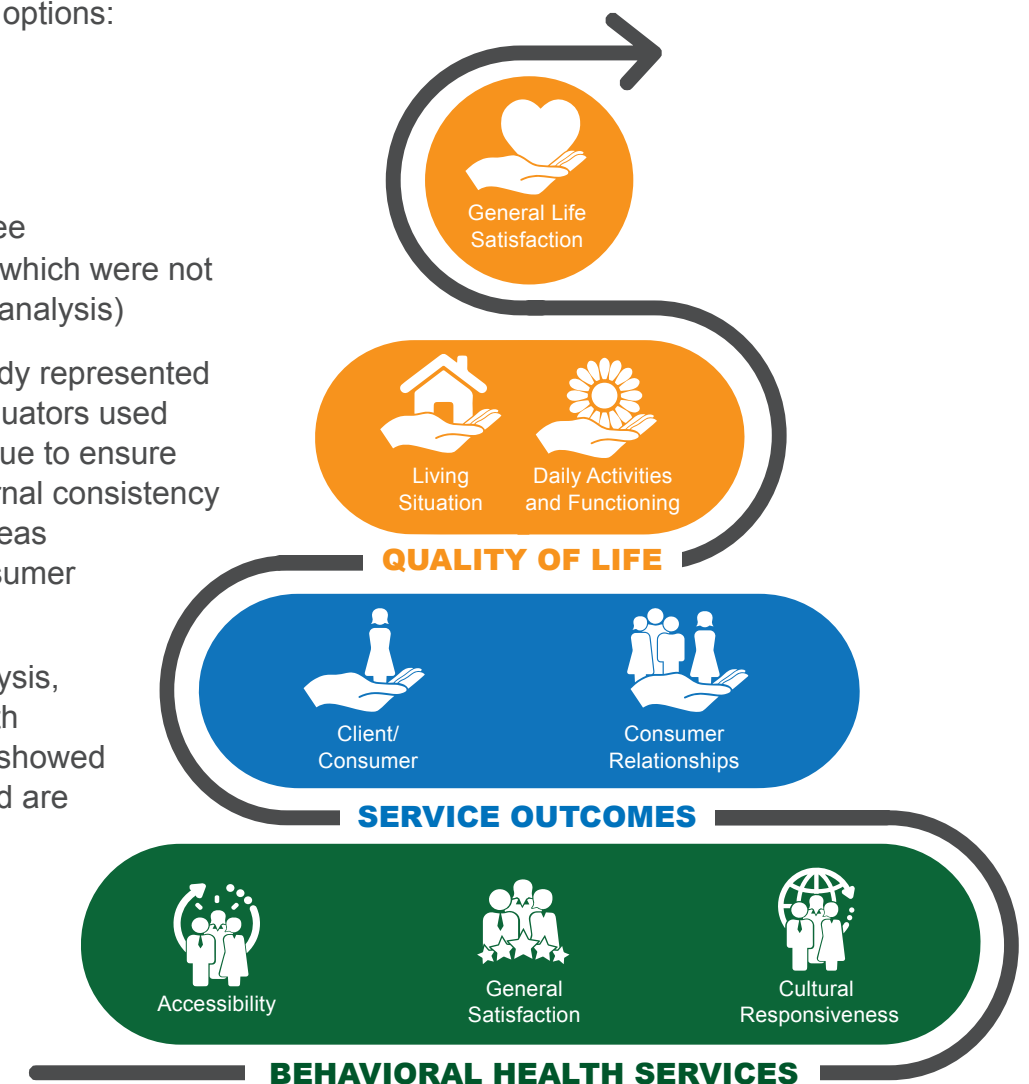 options:
ee
which were not
analysis)
dy represented
uators used
ue to ensure
rnal consistency
eas
sumer
ysis,
th
showed
d are
General Life
Satisfaction
Living
Situation
Daily Activities
and Functioning
QUALITY OF LIFE
Client/
Consumer
Consumer
Relationships
SERVICE OUTCOMES
Accessibility
General
Satisfaction
Cultural
Responsiveness
BEHAVIORAL HEALTH SERVICES